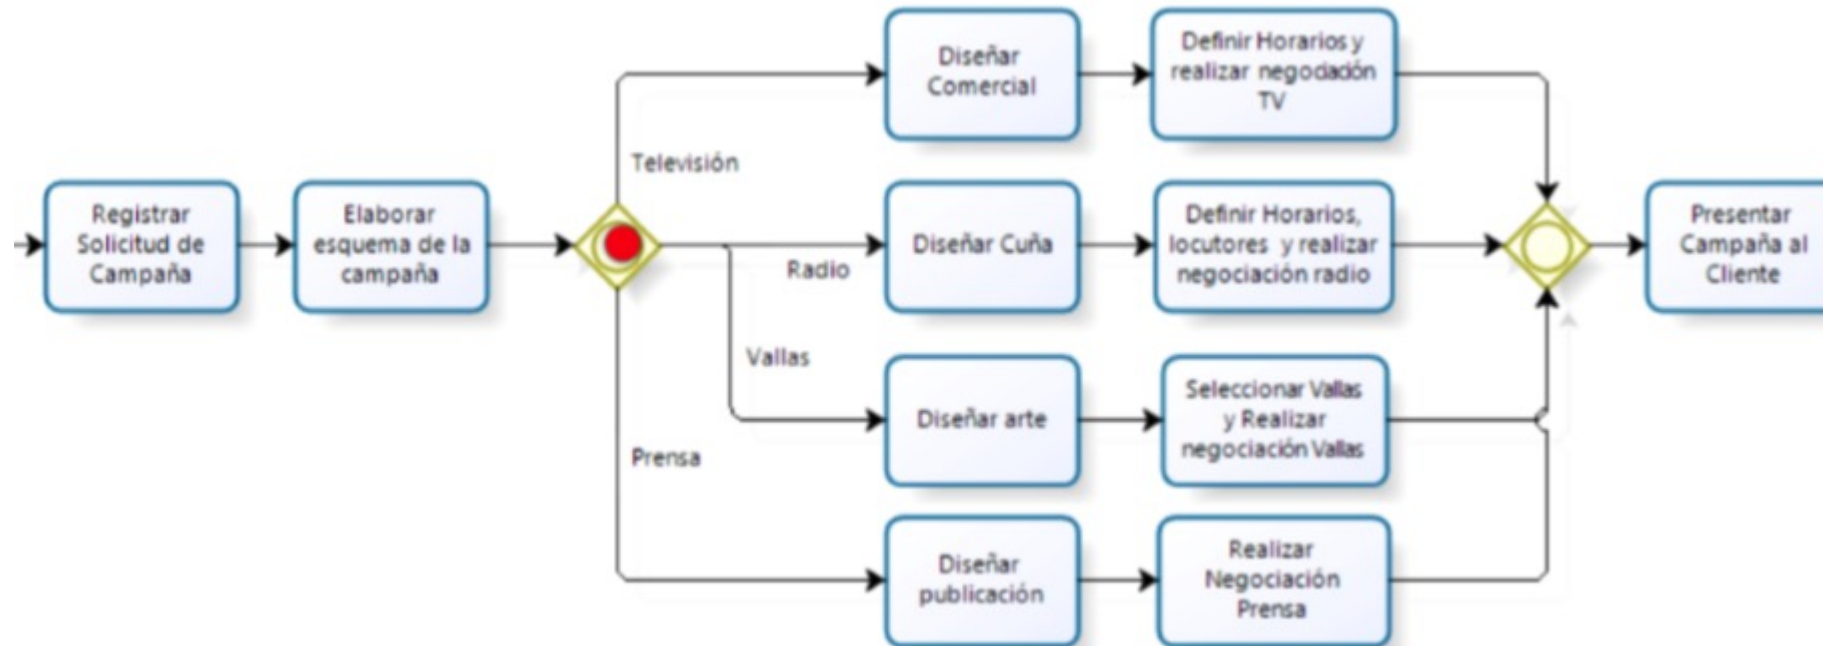 Registrar
Solicitud de
Campaña
Elaborar
esquema de la
campaña
Televisión
Radio
Vallas
Prensa
Diseñar
Comercial
Definir Horarios y
realizar negociación
TV
Diseñar Cuña
Definir Horarios,
locutores y realizar
negociación radio
Diseñar arte
Seleccionar Vallas
y Realizar
negociación Vallas
Diseñar
publicación
Realizar
Negociación
Prensa
Presentar
Campaña al
Cliente